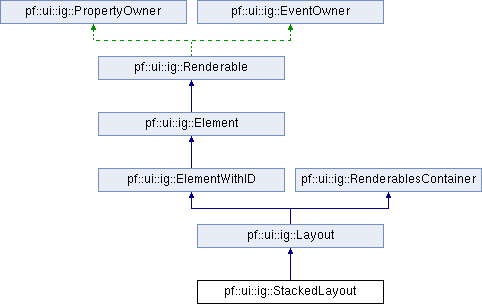 pf::ui::ig::PropertyOwner
pf::ui::ig::EventOwner
pf::ui::ig::Renderable
pf::ui::ig::Element
pf::ui::ig::ElementWithID
pf::ui::ig::RenderablesContainer
pf::ui::ig::Layout
pf::ui::ig::StackedLayout